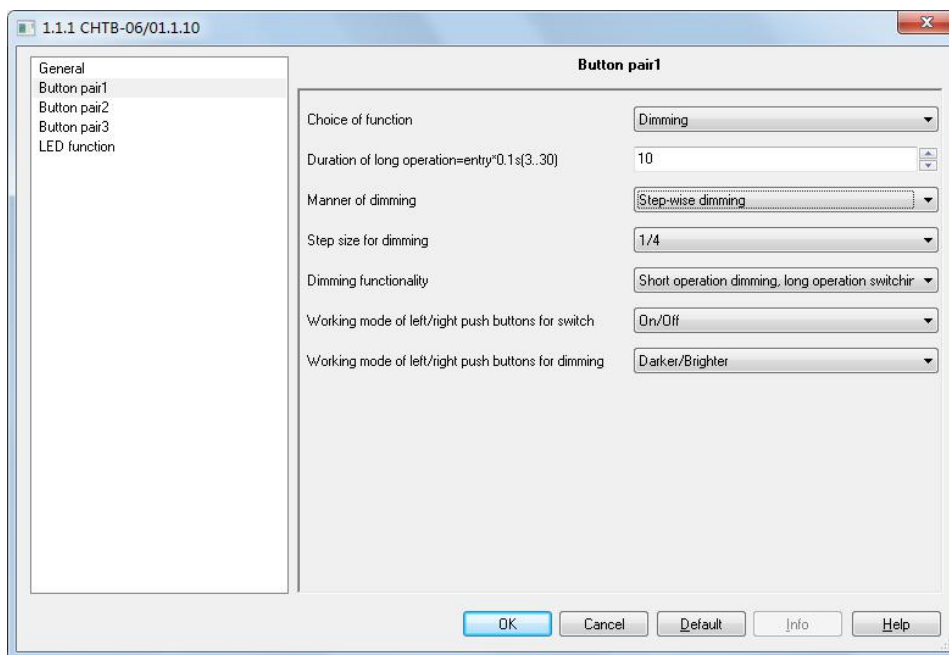 1.1.1 CHTB-06/01.1.10
General
Button pair1
Button pair2
Button pair3
LED function
Button pair1
Choice of function
Dimming
Duration of long operation=entry*0.1s(3..30)
10
Manner of dimming
Step-wise dimming
Step size for dimming
1/4
Dimming functionality
Short operation dimming, long operation switchin
Working mode of left/right push buttons for switch
On/Off
Working mode of left/right push buttons for dimming
Darker/Brighter
OK
Cancel
Default
Info
Help